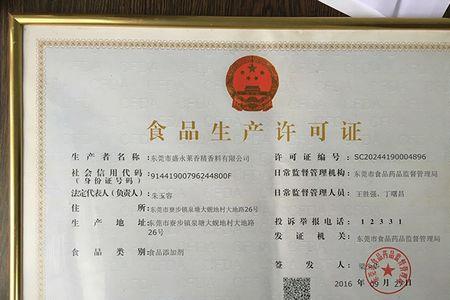 食品生产许可证
生产者名称：东莞市盛永莱香精香料有限公司
社会信用代码：91441900796244800F
（身份证号码）
法定代表人（负责人）：朱玉容
住所：东莞市寮步镇泉塘大蚬地村大地路26号
生产地址：东莞市寮步镇泉塘大蚬地村大地路
26号
食品类别：食品添加剂
许可证编号：SC20244190004896
日常监督管理机构：东莞市食品药品监督管理局
日常监督管理人员：王胜强、丁曙昌
投诉举报电话：12331
发证机关：东莞市食品药品监督管理局
签发人：
2016年